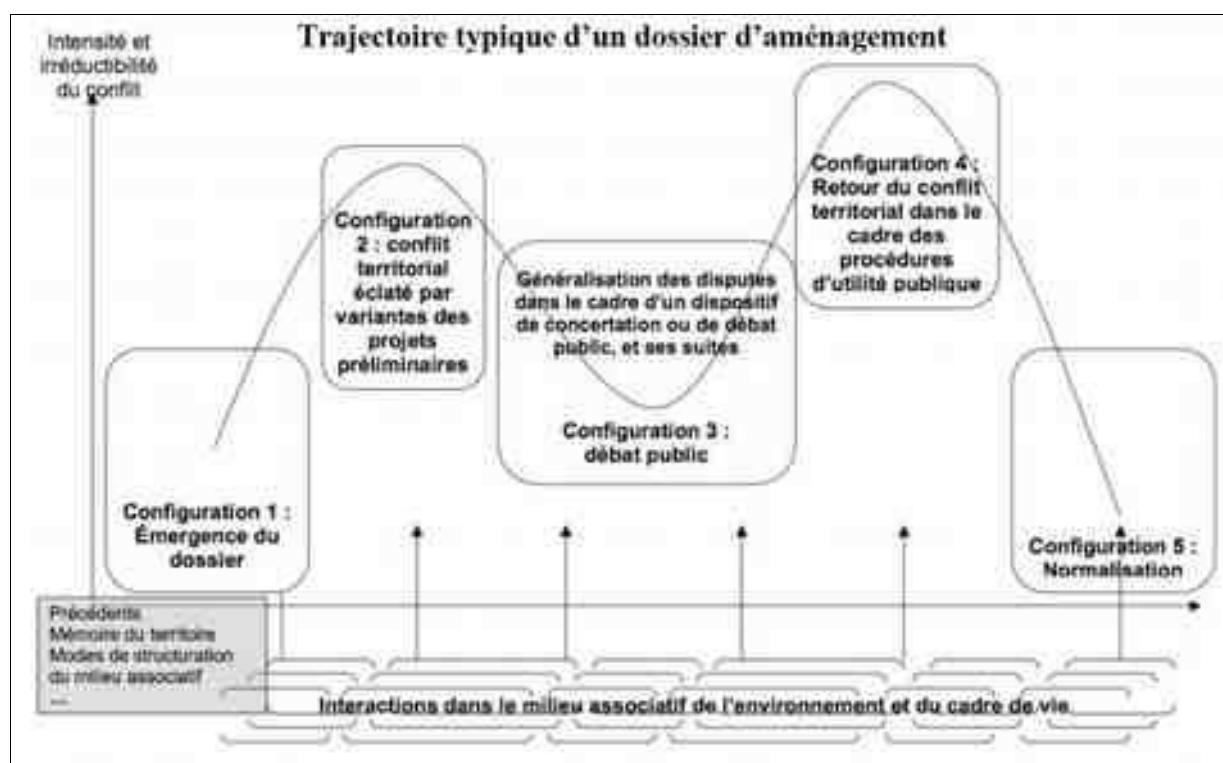 Trajectoire typique d'un dossier d'aménagement
Intensité et
irréductibilité
du conflit
Configuration 1 :
Émergence du
dossier
Configuration
2 : conflit
territorial
éclaté par
variantes des
projets
préliminaires
Généralisation des disputes
dans le cadre d'un dispositif
de concertation ou de débat
public, et ses suites
Configuration 3 :
débat public
Configuration 4 :
Retour du conflit
territorial dans le
cadre des
procédures
d'utilité publique
Configuration 5 :
Normalisation
Précédents
Mémoire du territoire
Modes de structuration
du milieu associatif
...
Interactions dans le milieu associatif de l'environnement et du cadre de vie